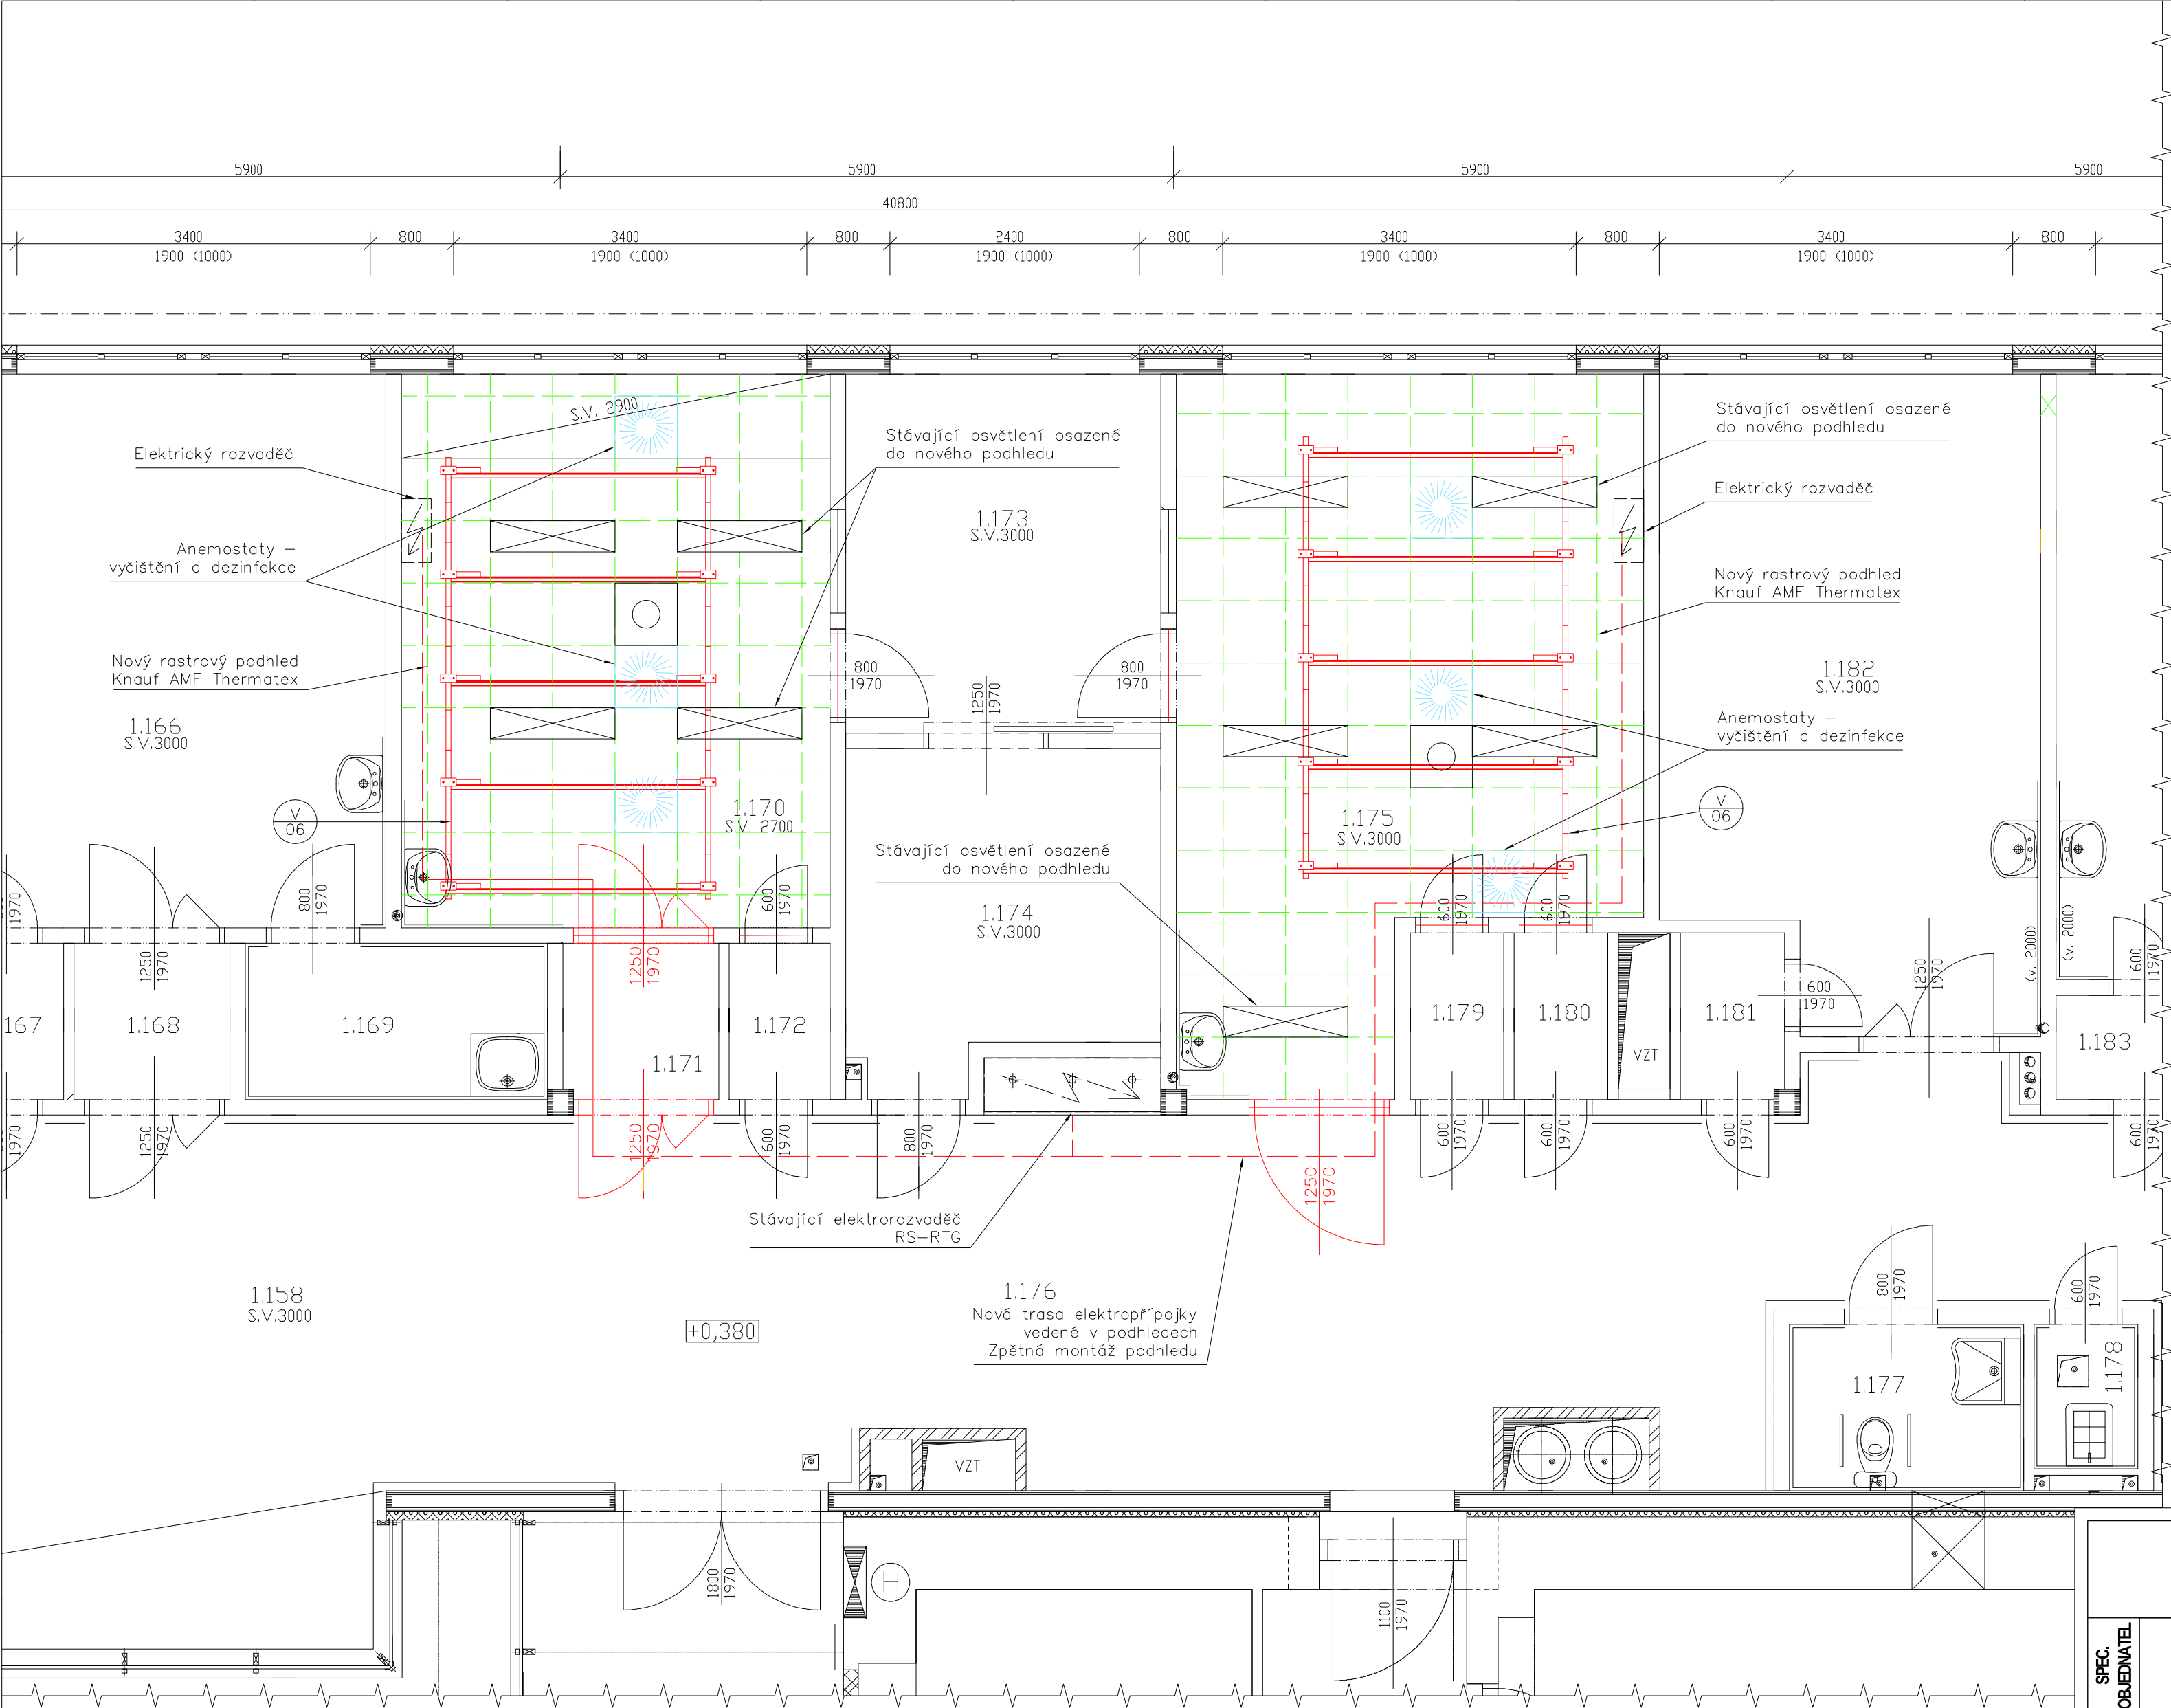 5900
5900
5900
5900
40800
3400
800
3400
800
2400
800
3400
800
3400
800
1900 (1000)
1900 (1000)
1900 (1000)
1900 (1000)
1900 (1000)
S.V. 2900
Elektrický rozvaděč
Stávající osvětlení osazené
do nového podhledu
Stávající osvětlení osazené
do nového podhledu
Elektrický rozvaděč
Anemostaty –
vyčištění a dezinfekce
1.173
S.V.3000
Nový rastrový podhled
Knauf AMF Thermatex
Nový rastrový podhled
Knauf AMF Thermatex
800
1970
800
1970
1250
1970
1.182
S.V.3000
1.166
S.V.3000
Anemostaty –
vyčištění a dezinfekce
V
06
1.170
S.V. 2700
1.175
S.V.3000
V
06
Stávající osvětlení osazené
do nového podhledu
1970
800
1970
600
1970
600
1970
600
1970
1.174
S.V.3000
(v. 2000)
(v. 2000)
1250
1970
1250
1970
1250
1970
600
1970
600
1970
167
1.168
1.169
1.171
1.172
1.179
1.180
VZT
1.181
1.183
1970
1250
1970
1250
1970
600
1970
800
1970
1250
1970
600
1970
600
1970
600
1970
600
1970
Stávající elektrorozvaděč
RS–RTG
1.158
S.V.3000
+0,380
1.176
Nová trasa elektropřípojky
vedené v podhledech
Zpětná montáž podhledu
800
1970
600
1970
1.177
1.178
VZT
1800
1970
H
1100
1970
SPEC.
OBJEDNATEL